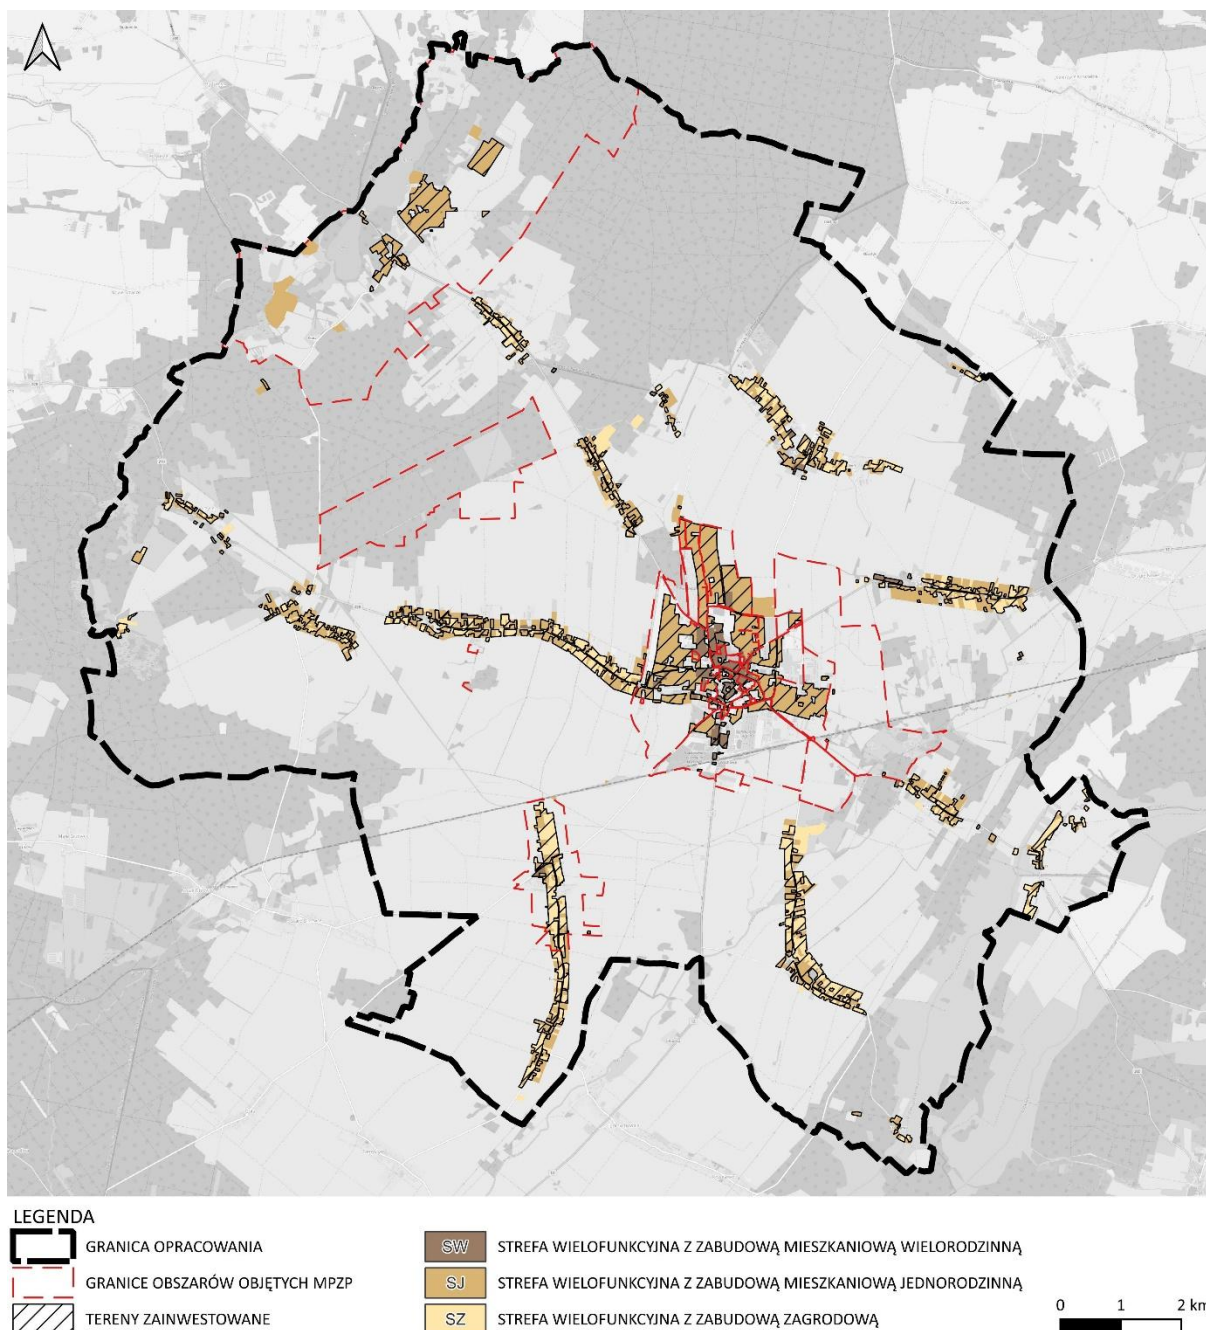 LEGENDA
GRANICA OPRACOWANIA
GRANICE OBSZARÓW OBJĘTYCH MPZP
TERENY ZAINWESTOWANE
SW STREFA WIELOFUNKCYJNA Z ZABUDOWĄ MIESZKANIOWĄ WIELORODZINNĄ
SJ STREFA WIELOFUNKCYJNA Z ZABUDOWĄ MIESZKANIOWĄ JEDNORODZINNĄ
SZ STREFA WIELOFUNKCYJNA Z ZABUDOWĄ ZAGRODOWĄ
0 1 2 km